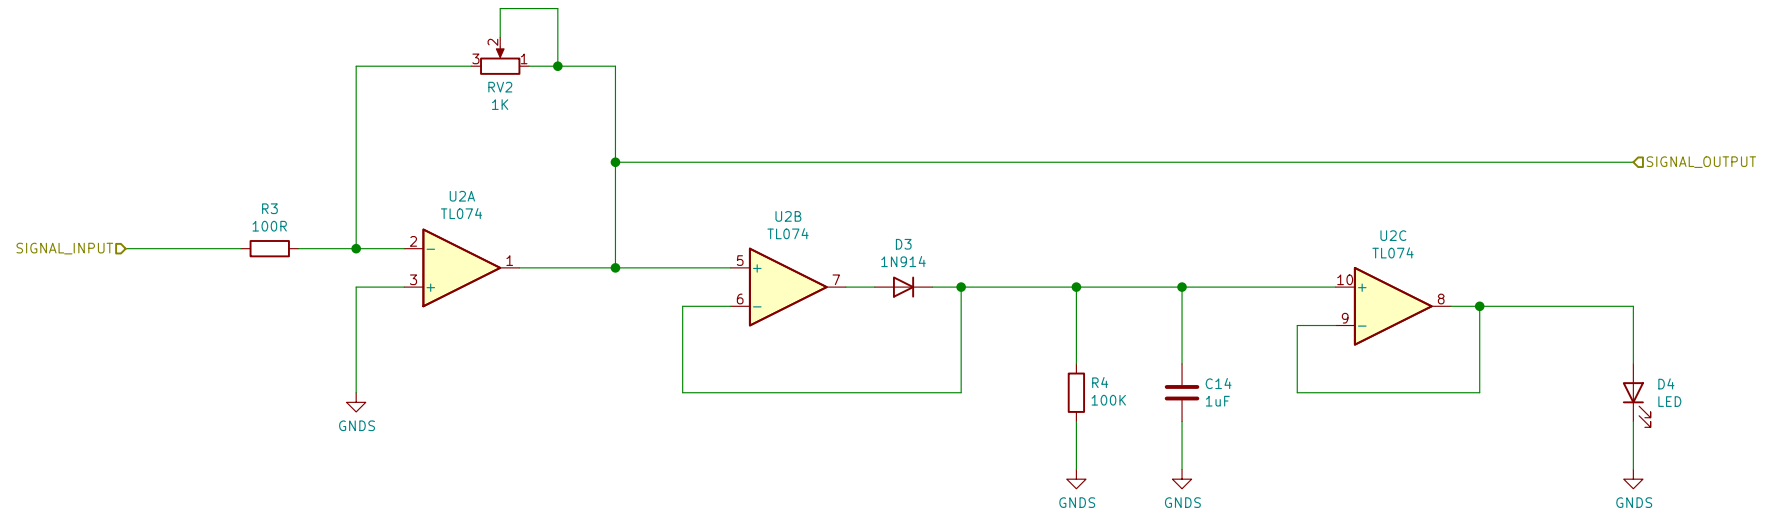 2
3
1
RV2
1K
SIGNAL_OUTPUT
U2A
TL074
R3
100R
U2B
TL074
U2C
TL074
D3
1N914
SIGNAL_INPUT
2
−
1
3
+
5
+
7
6
−
10
+
8
9
−
R4
100K
C14
1uF
D4
LED
GNDS
GNDS
GNDS
GNDS